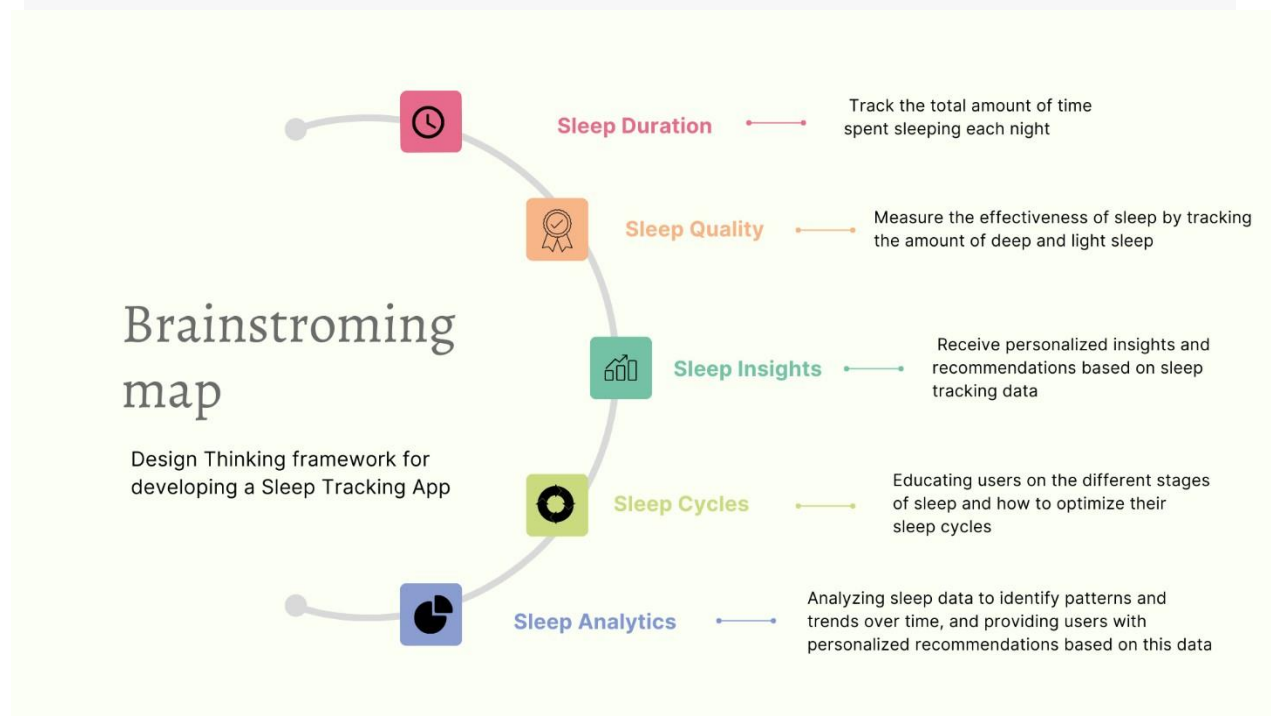 Brainstroming
map
Design Thinking framework for
developing a Sleep Tracking App
Sleep Duration
Track the total amount of time
spent sleeping each night
Sleep Quality
Measure the effectiveness of sleep by tracking
the amount of deep and light sleep
Sleep Insights
Receive personalized insights and
recommendations based on sleep
tracking data
Sleep Cycles
Educating users on the different stages
of sleep and how to optimize their
sleep cycles
Sleep Analytics
Analyzing sleep data to identify patterns and
trends over time, and providing users with
personalized recommendations based on this data